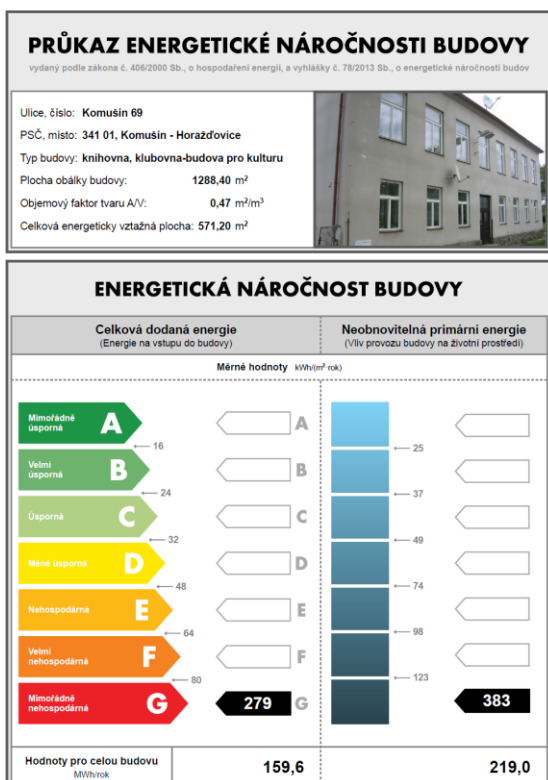 PRŮKAZ ENERGETICKÉ NÁROČNOSTI BUDOVY
vydaný podle zákona č. 406/2000 Sb., o hospodaření energií, a vyhlášky č. 78/2013 Sb., o energetické náročnosti budov
Ulice, číslo: Komušín 69
PSČ, místo: 341 01, Komušín - Horažďovice
Typ budovy: knihovna, klubovna-budova pro kulturu
Plocha obálky budovy: 1288,40 m²
Objemový faktor tvaru A/V: 0,47 m²/m³
Celková energeticky vztažná plocha: 571,20 m²
ENERGETICKÁ NÁROČNOST BUDOVY
Celková dodaná energie
(Energie na vstupu do budovy)
Neobnovitelná primární energie
(Vliv provozu budovy na životní prostředí)
Měrné hodnoty kWh/(m²·rok)
Mimořádně úsporná A A
16 25
Velmi úsporná B B
24 37
Úsporná C C
32 49
Méně úsporná D D
48 74
Nehospodárná E E
64 98
Velmi nehospodárná F F
80 123
Mimořádně nehospodárná G 279 G 383
Hodnoty pro celou budovu
MWh/rok
159,6 219,0